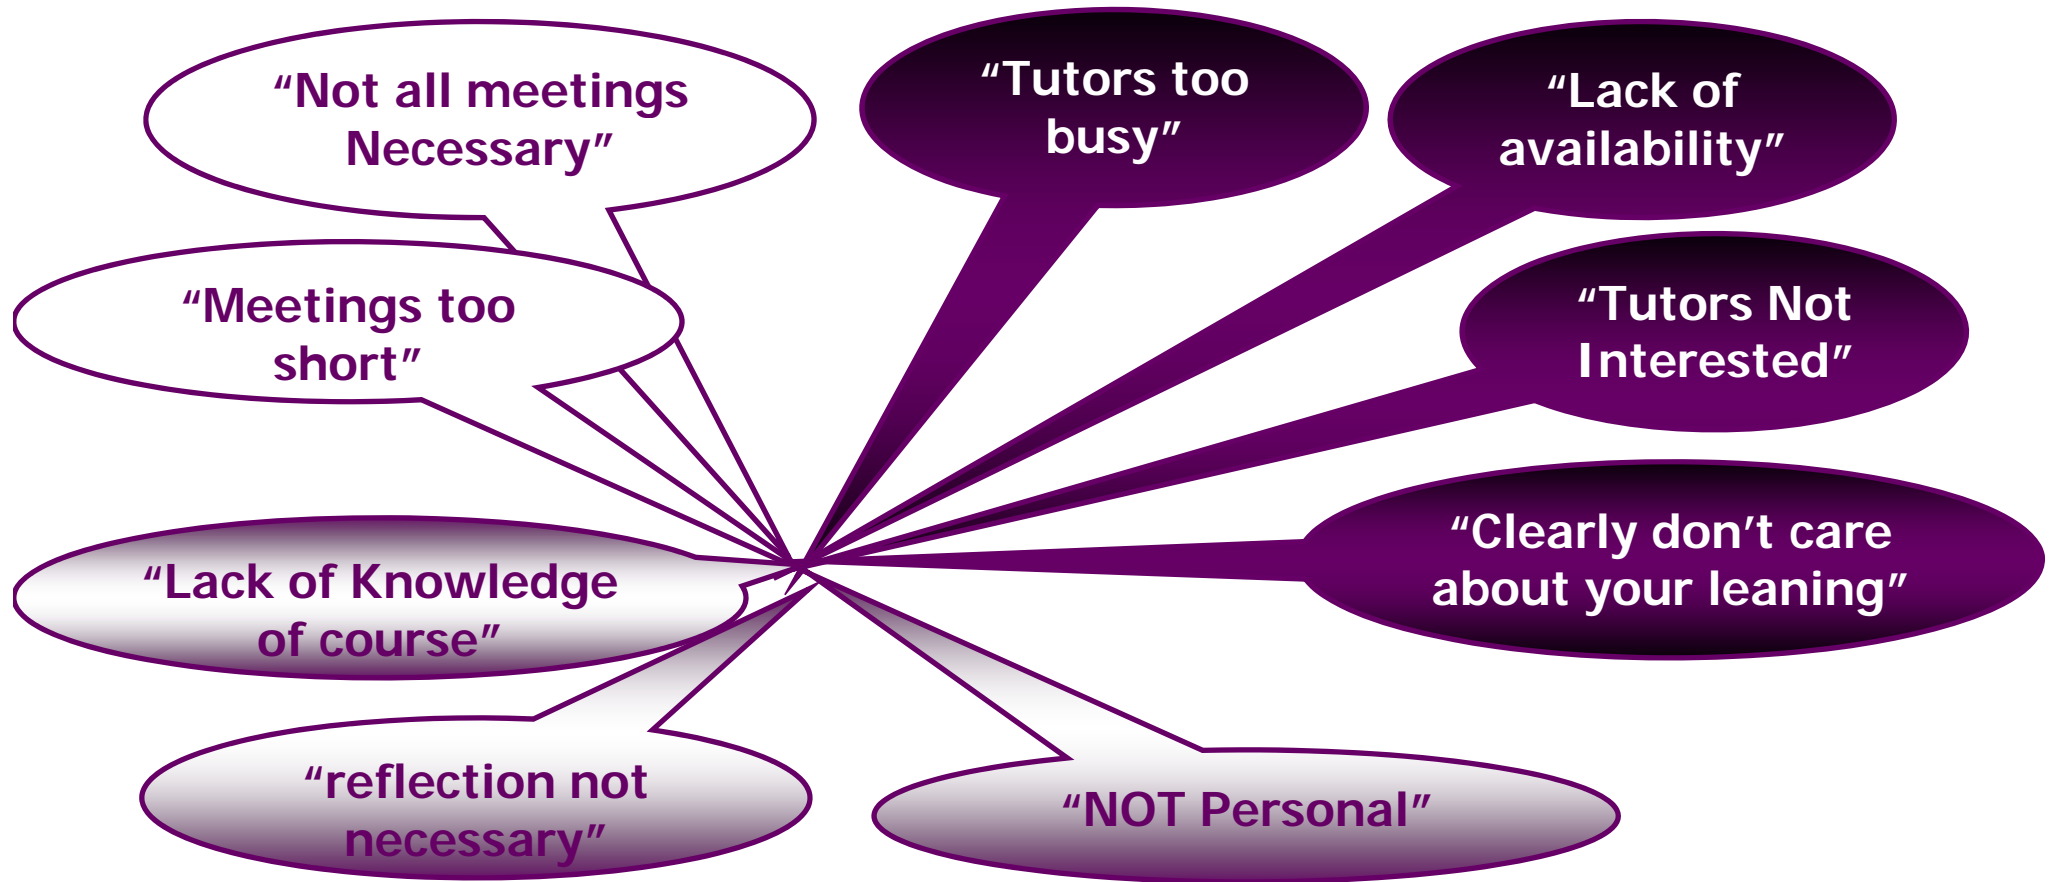 “Not all meetings
Necessary”
“Tutors too
busy”
“Lack of
availability”
“Meetings too
short”
“Tutors Not
Interested”
“Clearly don’t care
about your leaning”
“Lack of Knowledge
of course”
“reflection not
necessary”
“NOT Personal”